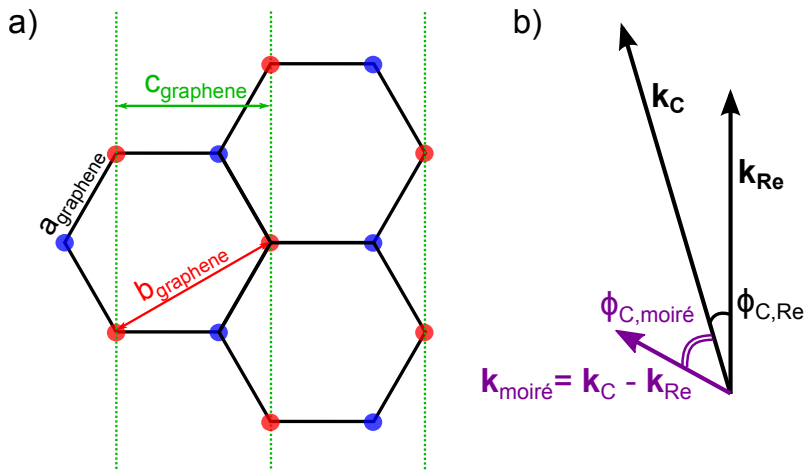 a)
c_graphene
a_graphene
b_graphene
b)
k_C
k_Re
ϕ_C,Re
ϕ_C,moiré
k_moiré = k_C - k_Re